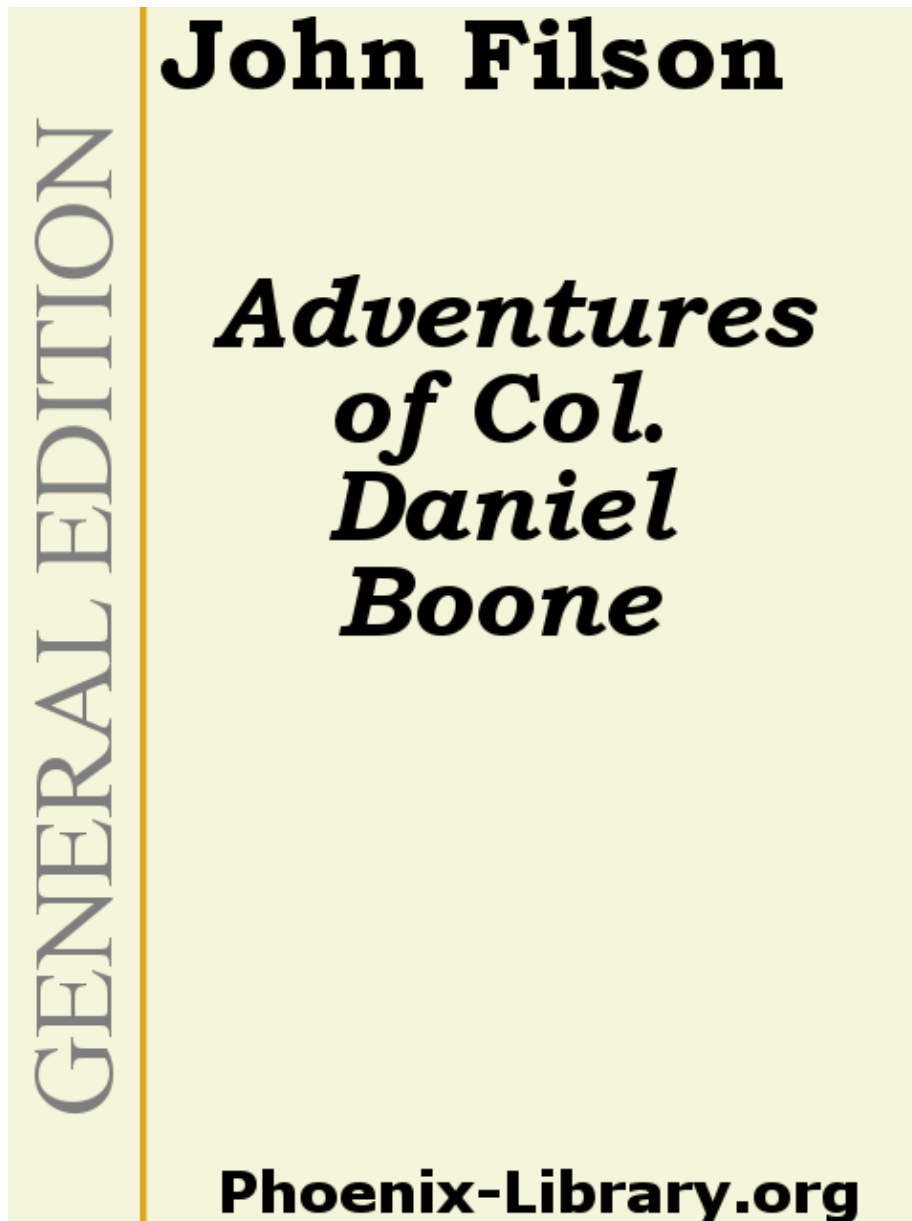 John Filson
GENERAL EDITION
Adventures
of Col.
Daniel
Boone
Phoenix-Library.org